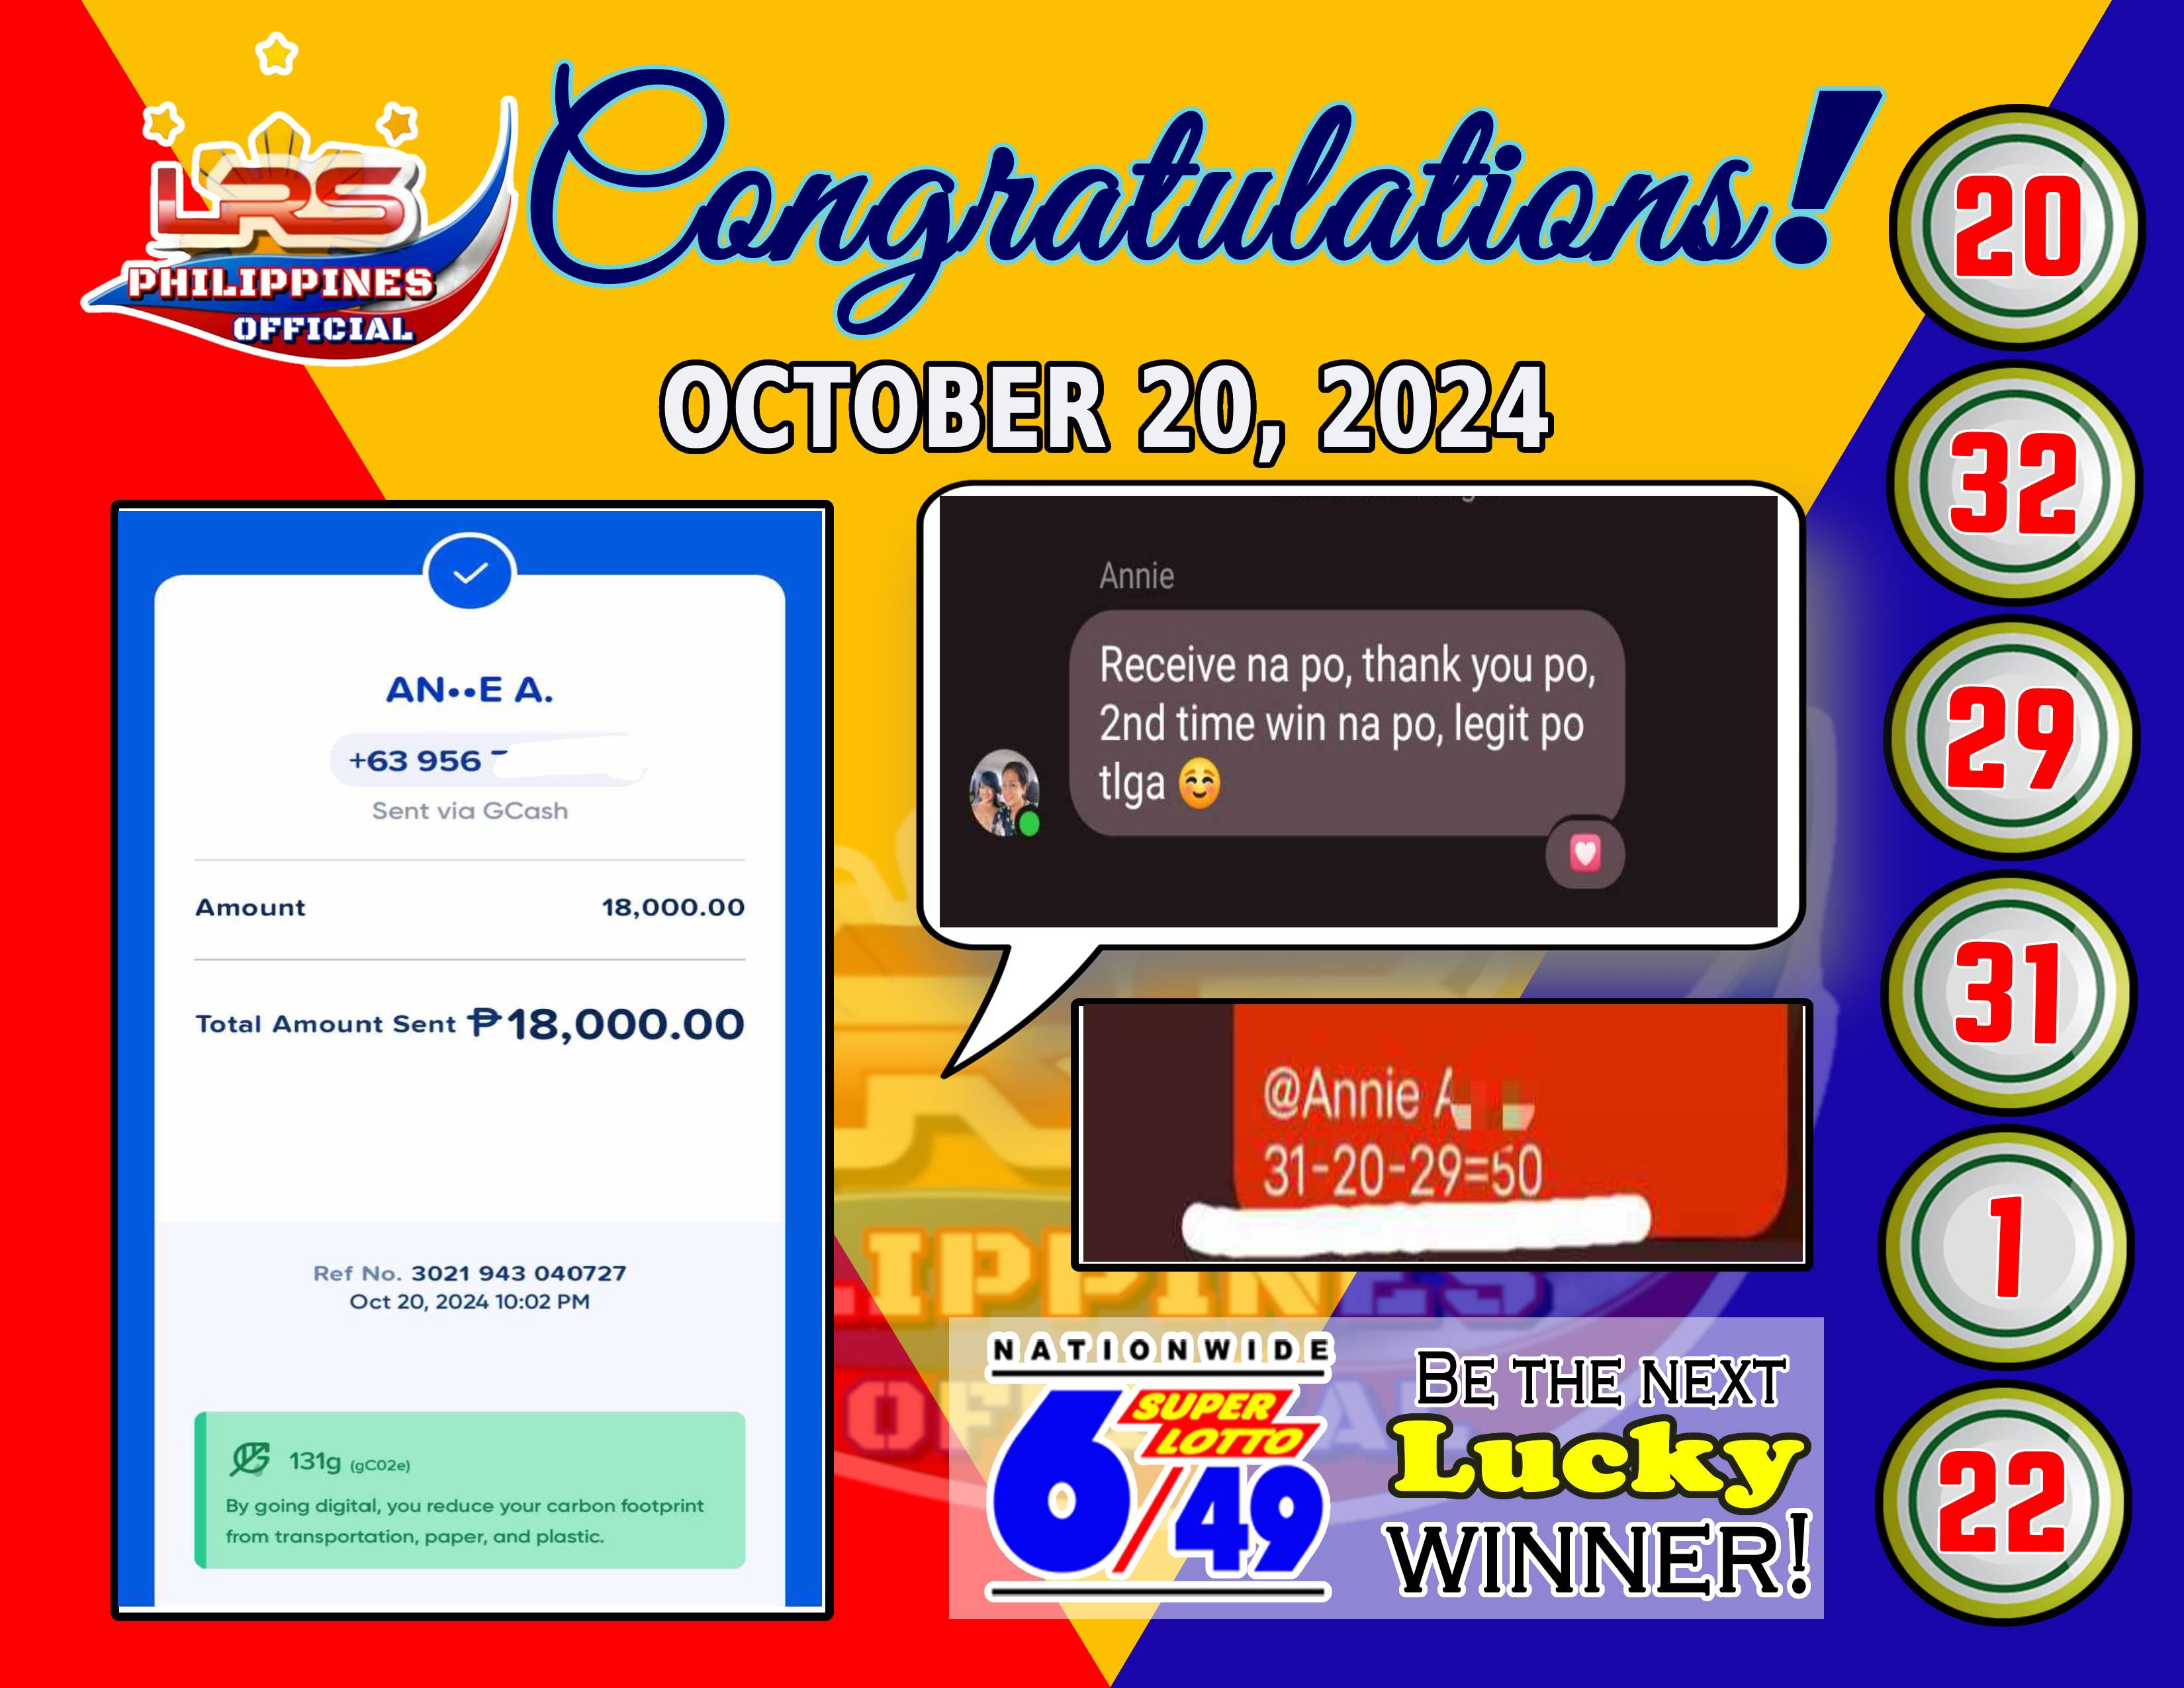 LRS
PHILIPPINES
OFFICIAL
Congratulations!
OCTOBER 20, 2024
AN••E A.
+63 956
Sent via GCash
Amount 18,000.00
Total Amount Sent ₱18,000.00
Ref No. 3021 943 040727
Oct 20, 2024 10:02 PM
131g (gCO2e)
By going digital, you reduce your carbon footprint
from transportation, paper, and plastic.
Annie
Receive na po, thank you po,
2nd time win na po, legit po
tlga ☺️
@Annie A
31-20-29=50
NATIONWIDE
SUPER
LOTTO
6/49
BE THE NEXT
Lucky
WINNER!
20
32
29
31
1
22